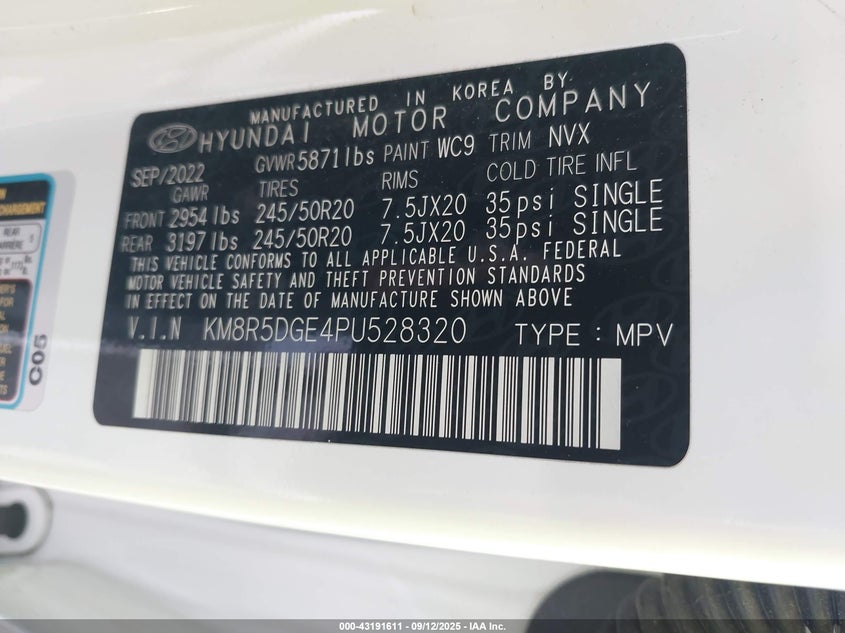 MANUFACTURED IN KOREA BY:
HYUNDAI MOTOR COMPANY
SEP/2022 GVWR 5871lbs PAINT WC9 TRIM NVX
GAWR TIRES RIMS COLD TIRE INFL
FRONT 2954 lbs 245/50R20 7.5JX20 35psi SINGLE
REAR 3197 lbs 245/50R20 7.5JX20 35psi SINGLE
THIS VEHICLE CONFORMS TO ALL APPLICABLE U.S.A. FEDERAL
MOTOR VEHICLE SAFETY AND THEFT PREVENTION STANDARDS
IN EFFECT ON THE DATE OF MANUFACTURE SHOWN ABOVE
V.I.N KM8R5DGE4PU528320 TYPE : MPV
REAR
C05
000-43191611 - 09/12/2025 - IAA Inc.